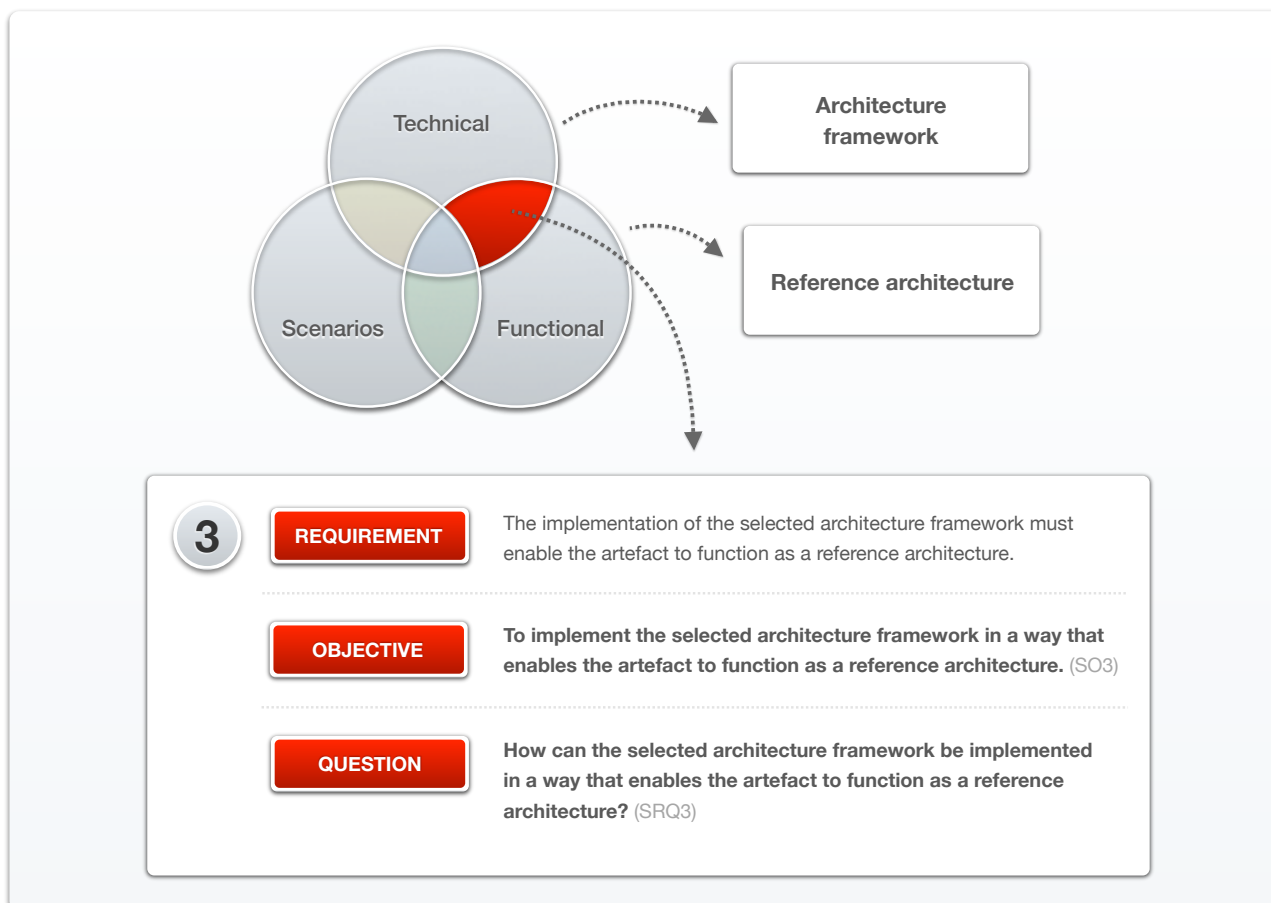 Technical
Architecture
framework
Scenarios
Functional
Reference architecture
3
REQUIREMENT
The implementation of the selected architecture framework must
enable the artefact to function as a reference architecture.
OBJECTIVE
To implement the selected architecture framework in a way that
enables the artefact to function as a reference architecture. (SO3)
QUESTION
How can the selected architecture framework be implemented
in a way that enables the artefact to function as a reference
architecture? (SRQ3)